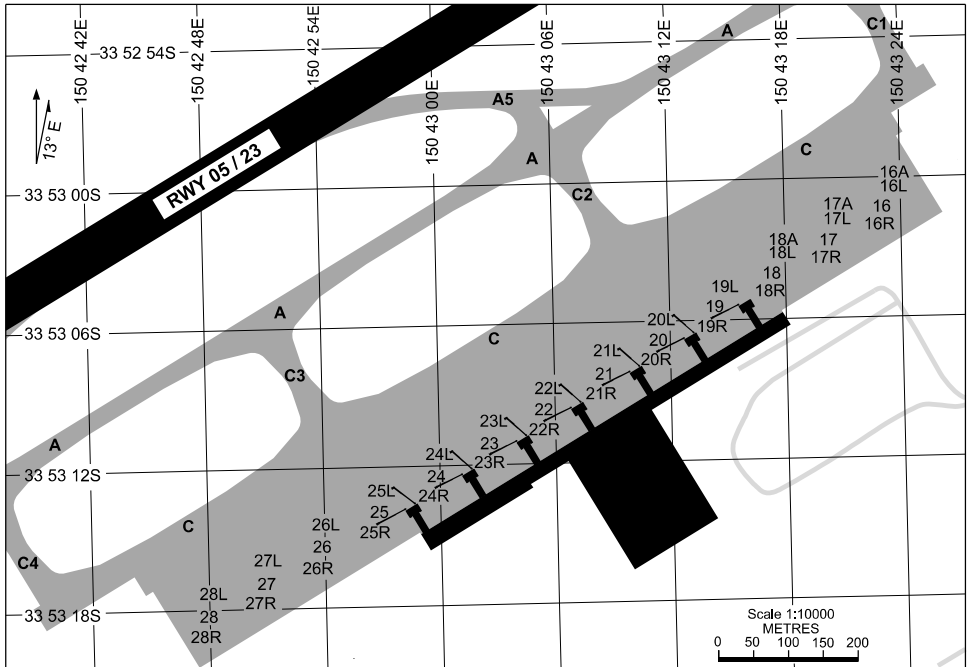 150 42 42E
150 42 48E
150 42 54E
150 43 00E
150 43 06E
150 43 12E
150 43 18E
150 43 24E
33 52 54S
33 53 00S
33 53 06S
33 53 12S
33 53 18S
13° E
RWY 05 / 23
A
C1
A5
A
C
C2
A
C
C3
A
C
C4
16A
16L
16
16R
17A
17L
17
17R
18A
18L
18
18R
19L
19
19R
20L
20
20R
21L
21
21R
22L
22
22R
23L
23
23R
24L
24
24R
25L
25
25R
26L
26
26R
27L
27
27R
28L
28
28R
Scale 1:10000
METRES
0 50 100 150 200